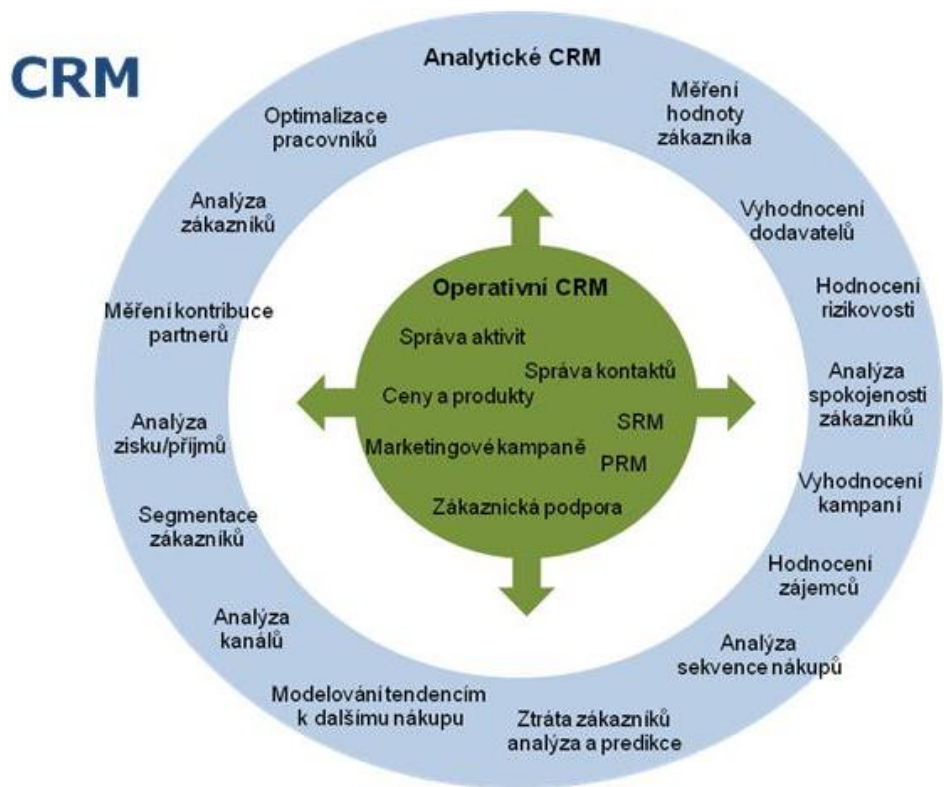 CRM
Analytické CRM
Měření
hodnoty
zákazníka
Vyhodnocení
dodavatelů
Hodnocení
rizikovosti
Analýza
spokojenosti
zákazníků
Vyhodnocení
kampaní
Hodnocení
zájemců
Analýza
sekvence nákupů
Ztráta zákazníků
analýza a predikce
Modelování tendencím
k dalšímu nákupu
Analýza
kanálů
Segmentace
zákazníků
Analýza
zisku/příjmů
Měření kontribuce
partnerů
Analýza
zákazníků
Optimalizace
pracovníků
Operativní CRM
Správa aktivit
Správa kontaktů
Ceny a produkty
SRM
Marketingové kampaně
PRM
Zákaznická podpora